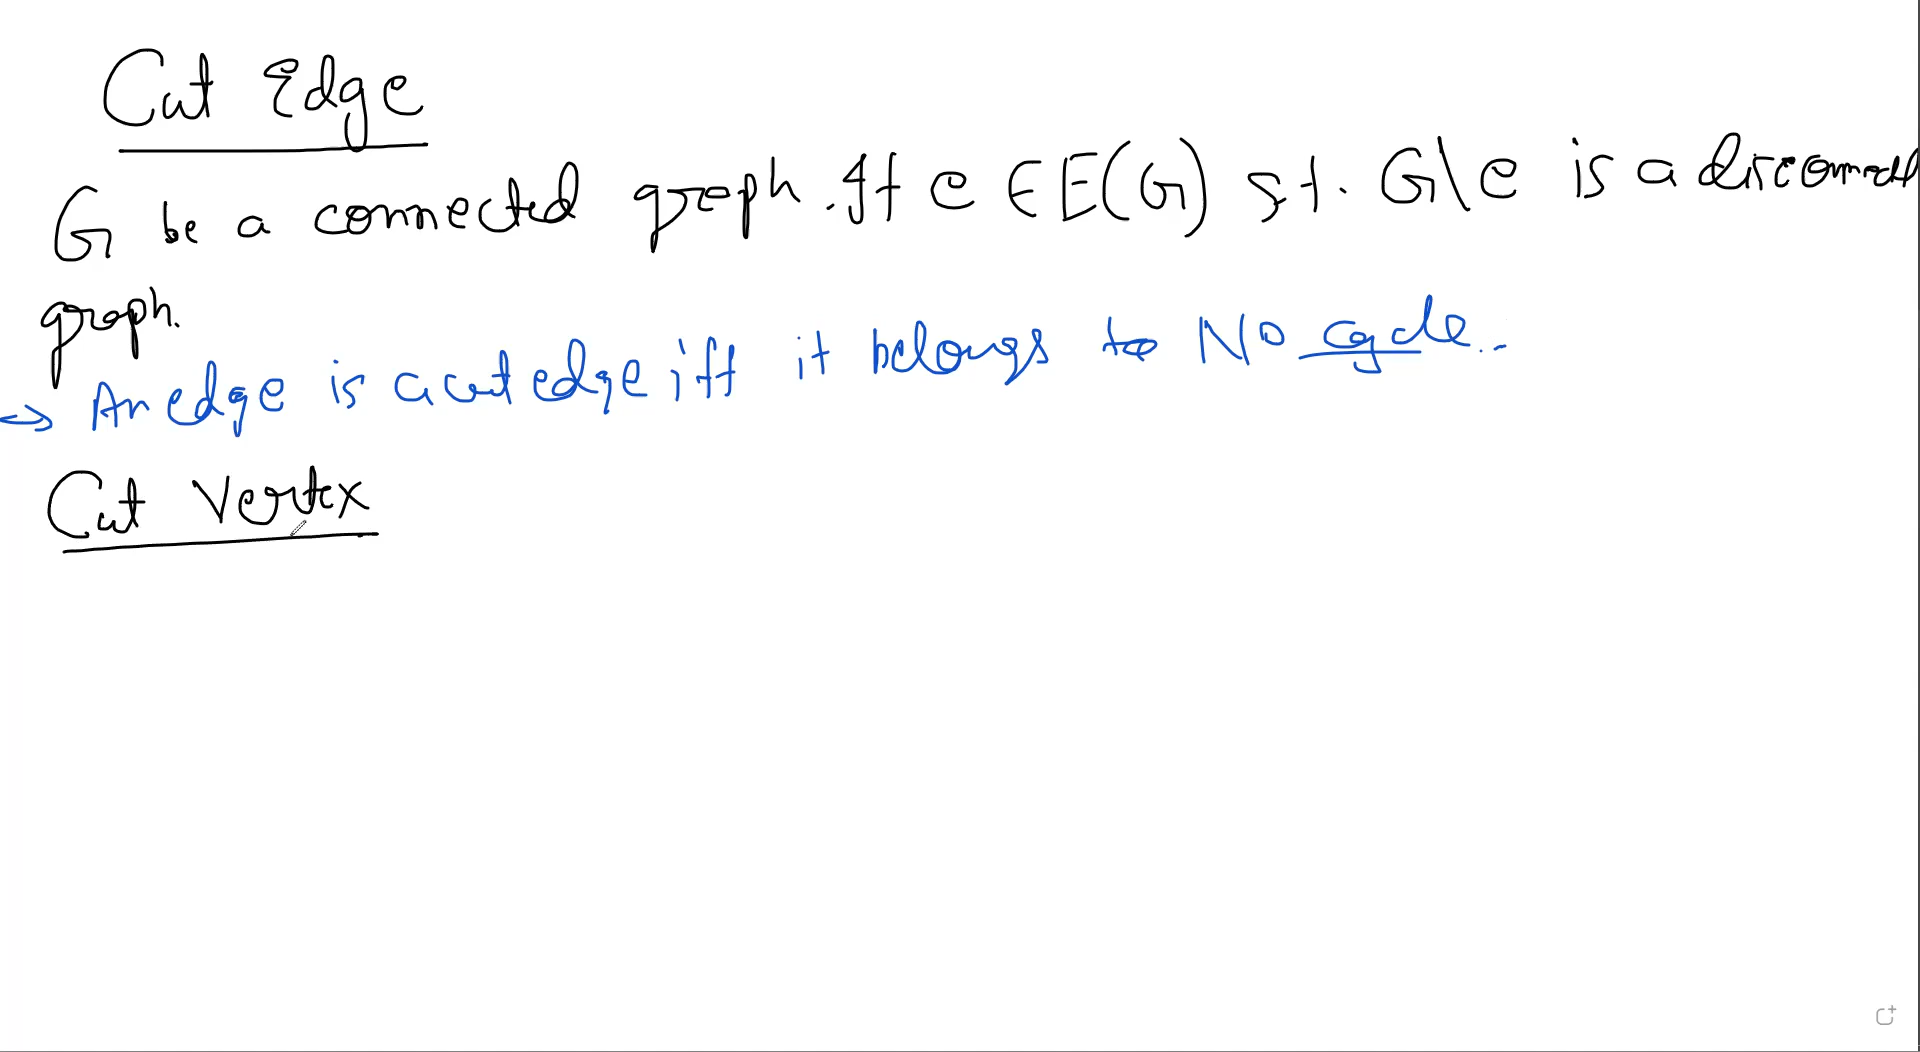 Cut Edge
G be a connected graph. If e ∈ E(G) s.t. G\e is a disconnected
graph.
→ An edge is a cut edge iff it belongs to No cycle..
Cut Vertex